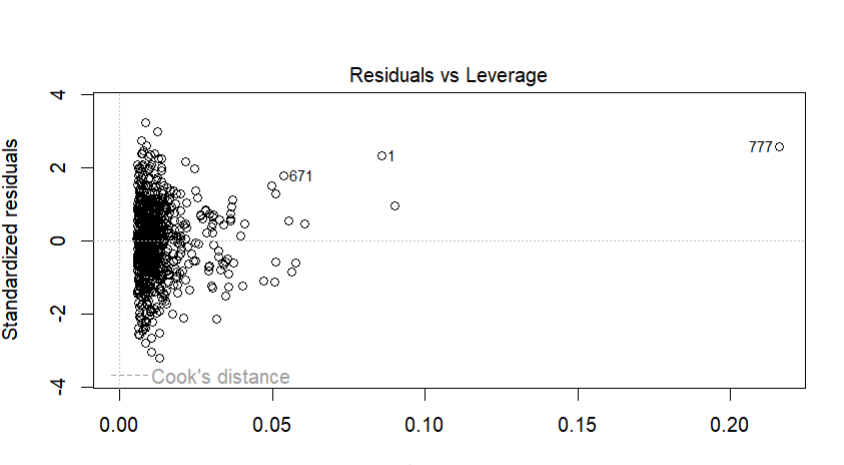 Residuals vs Leverage
Standardized residuals
4
2
0
-2
-4
777
1
671
Cook's distance
0.00 0.05 0.10 0.15 0.20